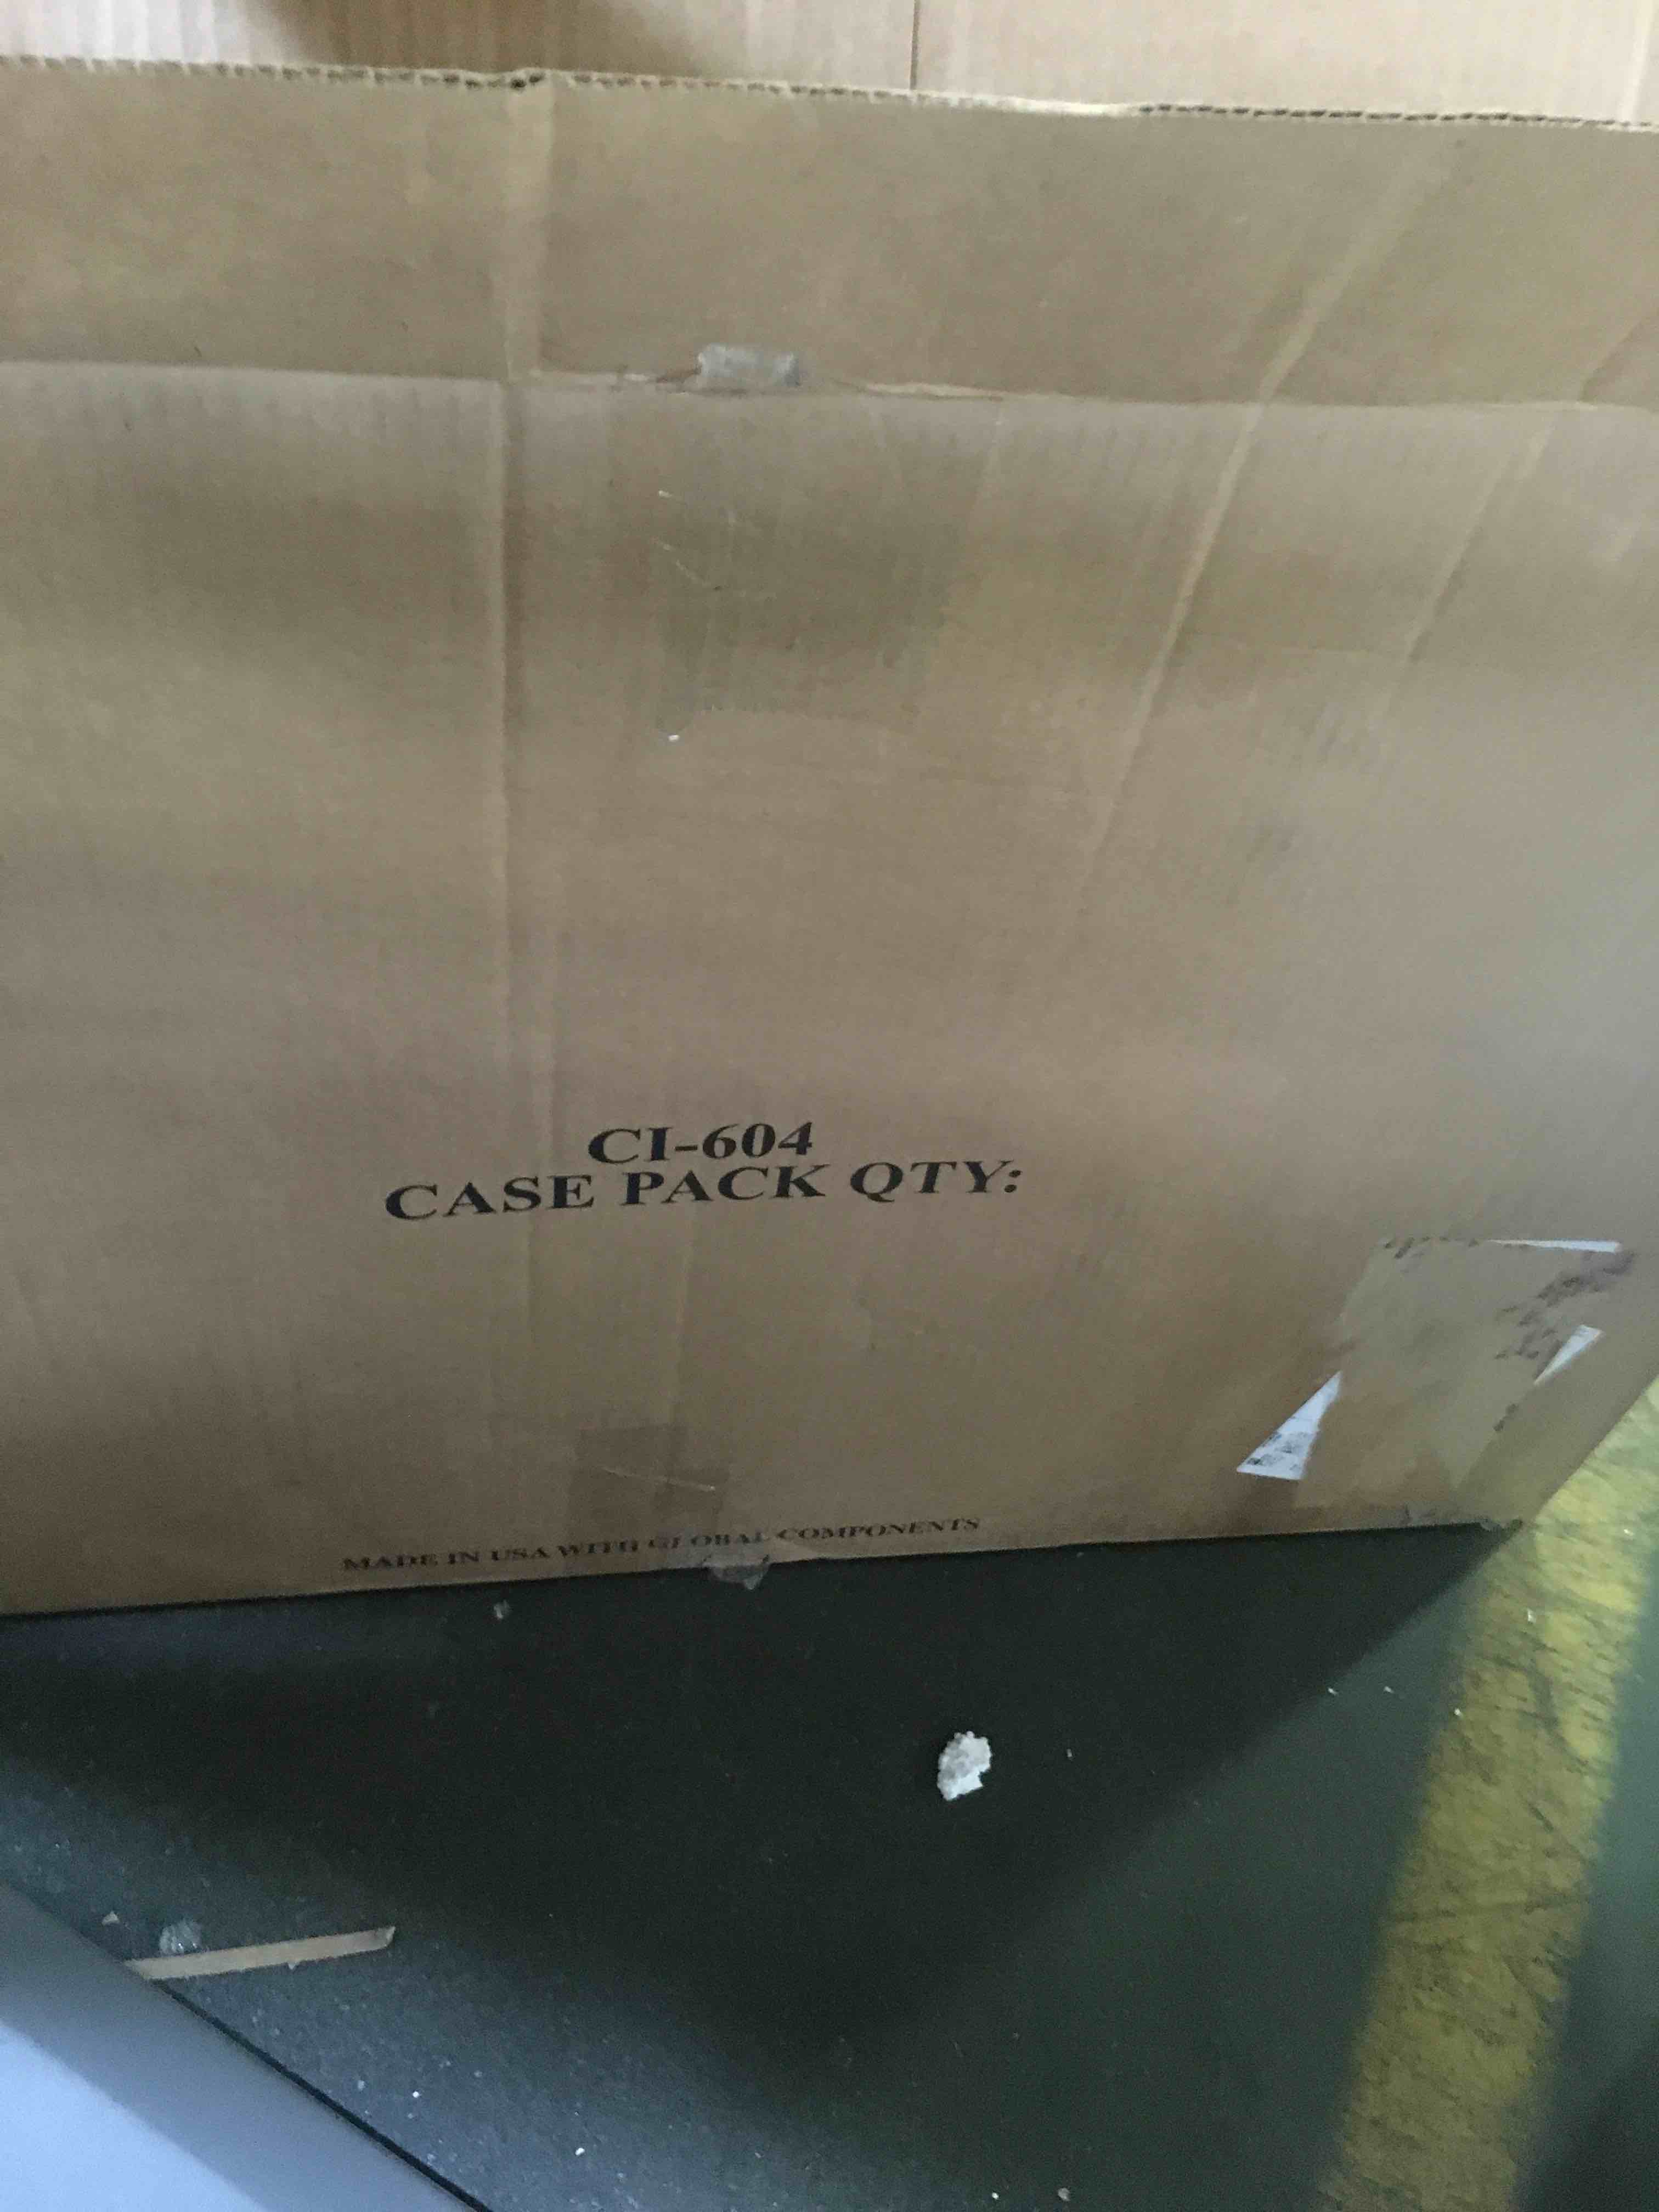 CI-604
CASE PACK QTY:
MADE IN USA WITH GLOBAL COMPONENTS